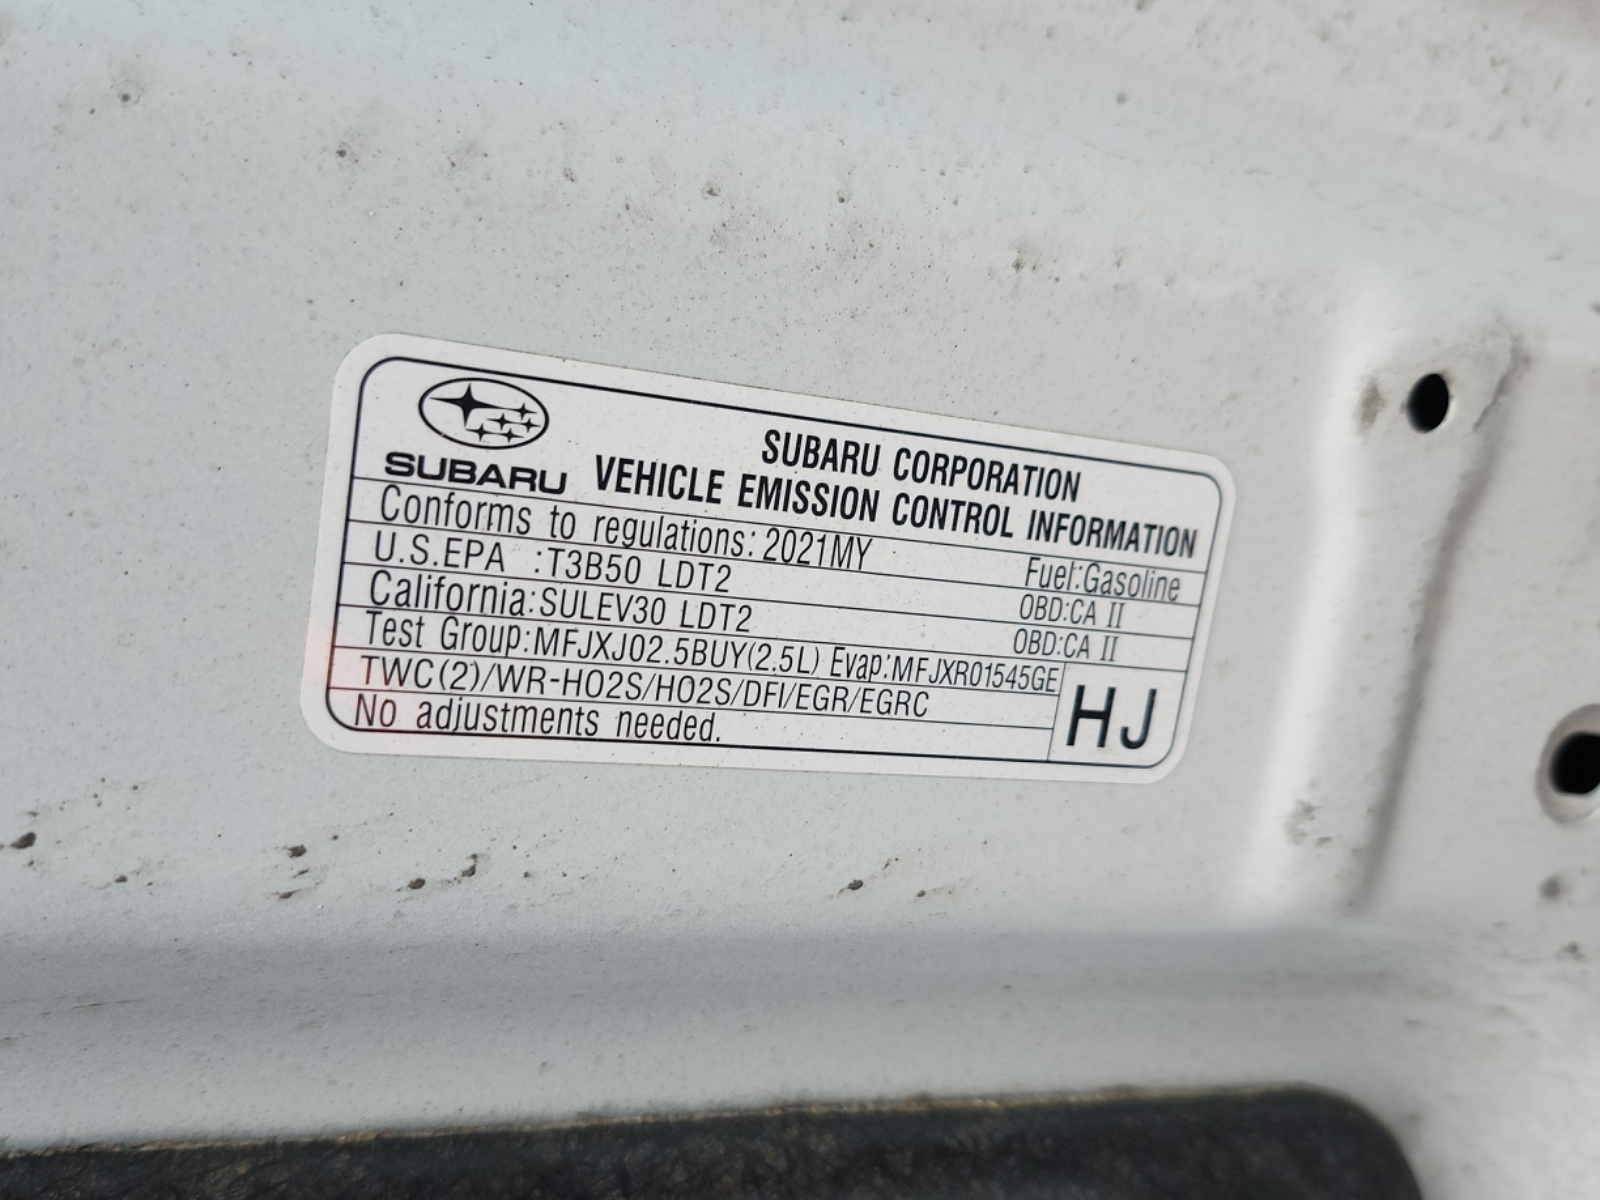 SUBARU CORPORATION
SUBARU VEHICLE EMISSION CONTROL INFORMATION
Conforms to regulations: 2021MY Fuel:Gasoline
U.S.EPA :T3B50 LDT2 OBD:CA II
California:SULEV30 LDT2 OBD:CA II
Test Group:MFJXJ02.5BUY(2.5L) Evap:MFJXR01545GE
TWC(2)/WR-HO2S/HO2S/DFI/EGR/EGRC
No adjustments needed.
HJ